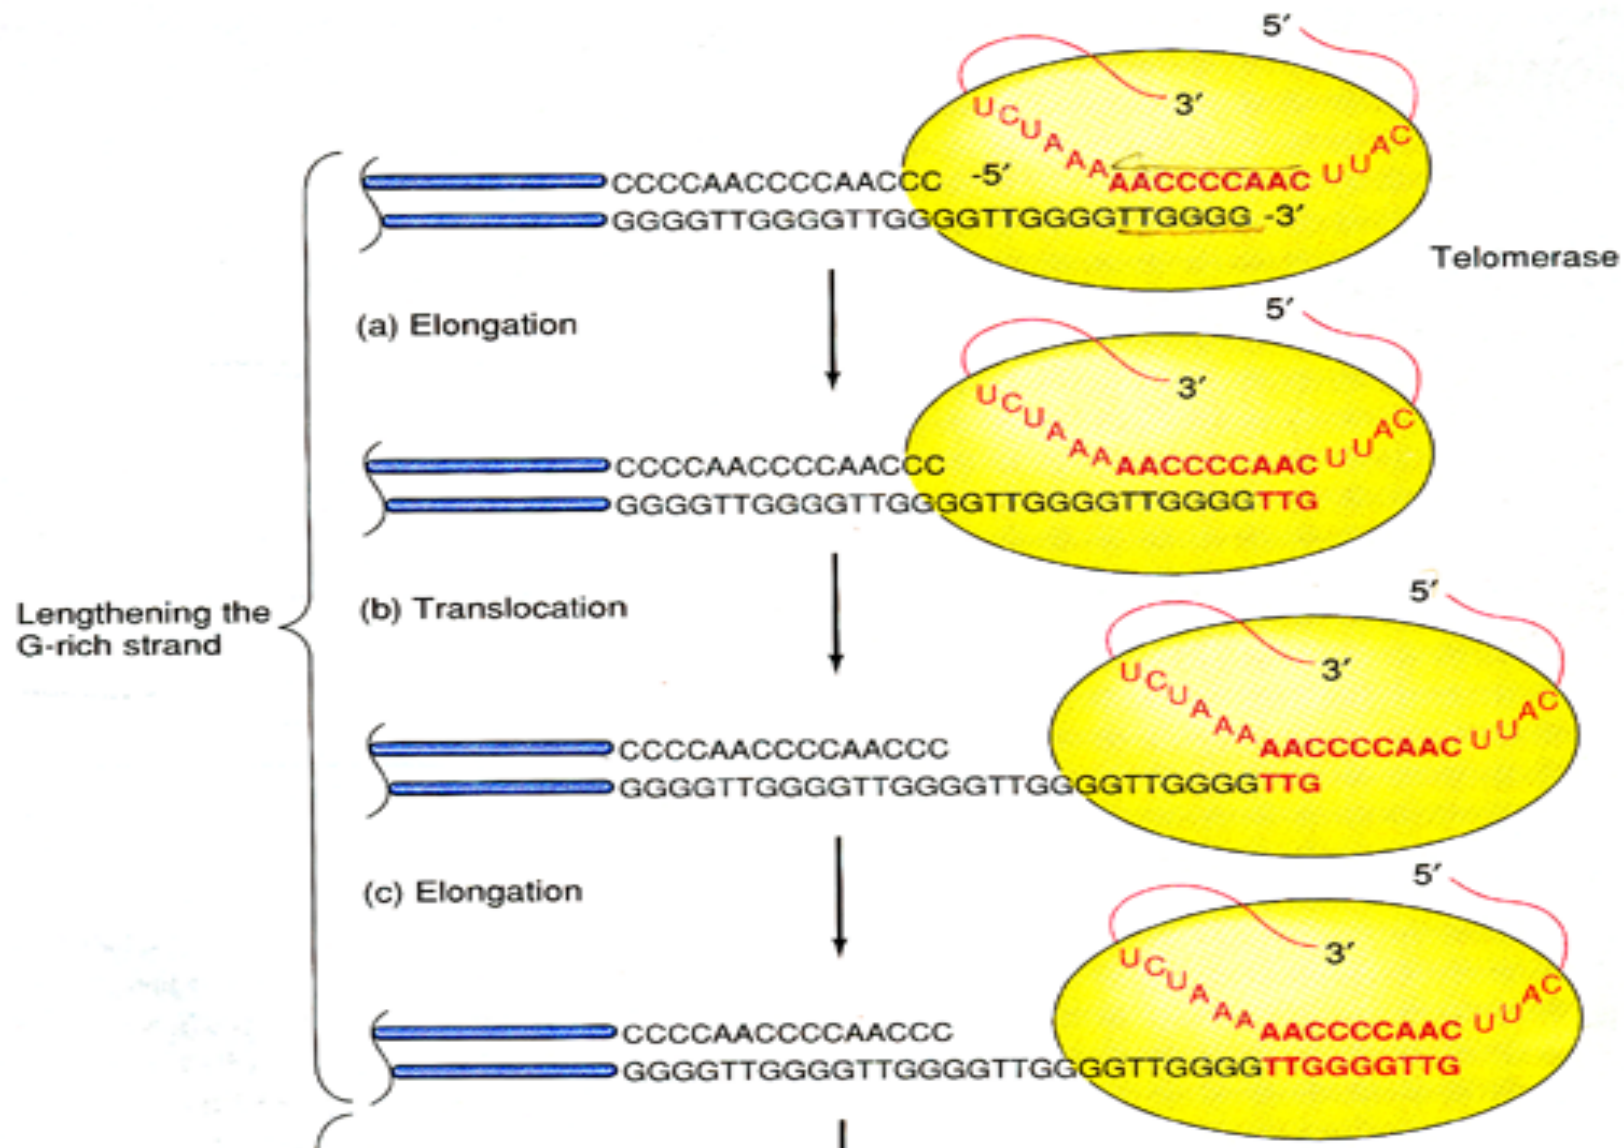 5′
3′
UCUAAAAACCCCAACUUAC
CCCCAACCCCAACCC -5′
GGGGTTGGGGTTGGGGTTGGGGTTGGGG -3′
Telomerase
(a) Elongation
5′
3′
UCUAAAAACCCCAACUUAC
CCCCAACCCCAACCC
GGGGTTGGGGTTGGGGTTGGGGTTGGGGTTG
Lengthening the
G-rich strand
(b) Translocation
5′
3′
UCUAAAAACCCCAACUUAC
CCCCAACCCCAACCC
GGGGTTGGGGTTGGGGTTGGGGTTGGGGTTG
(c) Elongation
5′
3′
UCUAAAAACCCCAACUUAC
CCCCAACCCCAACCC
GGGGTTGGGGTTGGGGTTGGGGTTGGGGTTGGGGTTG